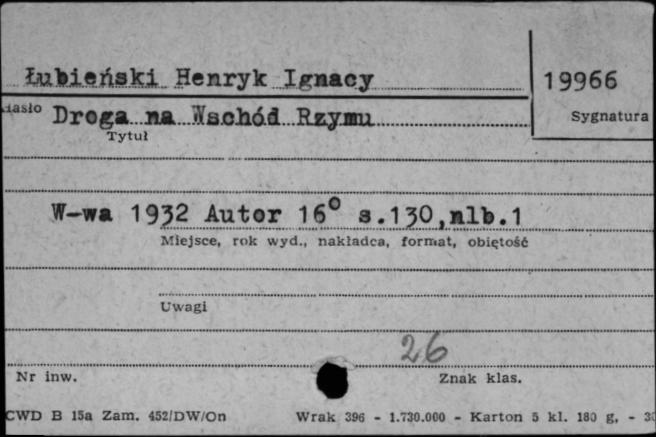 Łubieński Henryk Ignacy
19966
Hasło
Sygnatura
Droga na Wschód Rzymu
Tytuł
W-wa 1932 Autor 16° s.130,nlb.1
Miejsce, rok wyd., nakładca, format, objętość
Uwagi
26
Nr inw.
Znak klas.
CWD B 15a Zam. 452/DW/On Wrak 396 - 1.730.000 - Karton 5 kl. 180 g, -